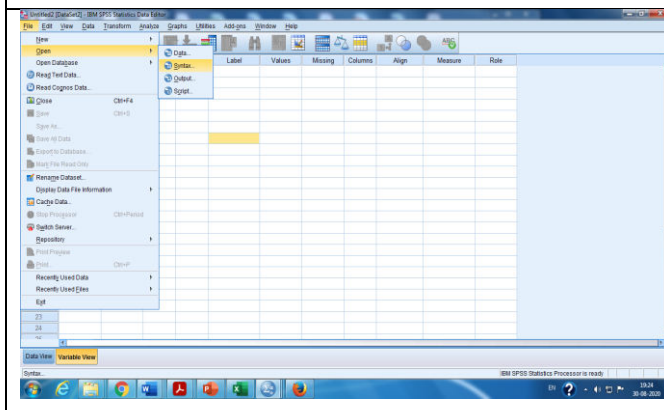 Untitled2 [DataSet2] - IBM SPSS Statistics Data Editor
File Edit View Data Transform Analyze Graphs Utilities Add-ons Window Help
New
Open
Data...
Open Database
Syntax...
Read Text Data...
Output...
Read Cognos Data...
Script...
Label Values Missing Columns Align Measure Role
Close Ctrl+F4
Save Ctrl+S
Save As...
Save All Data
Export to Database...
Mark File Read Only
Rename Dataset...
Display Data File Information
Cache Data...
Stop Processor Ctrl+Period
Switch Server...
Repository
Print Preview
Print... Ctrl+P
Recently Used Data
Recently Used Files
Exit
23
24
Data View Variable View
Syntax...
IBM SPSS Statistics Processor is ready
EN
19:24
30-06-2020